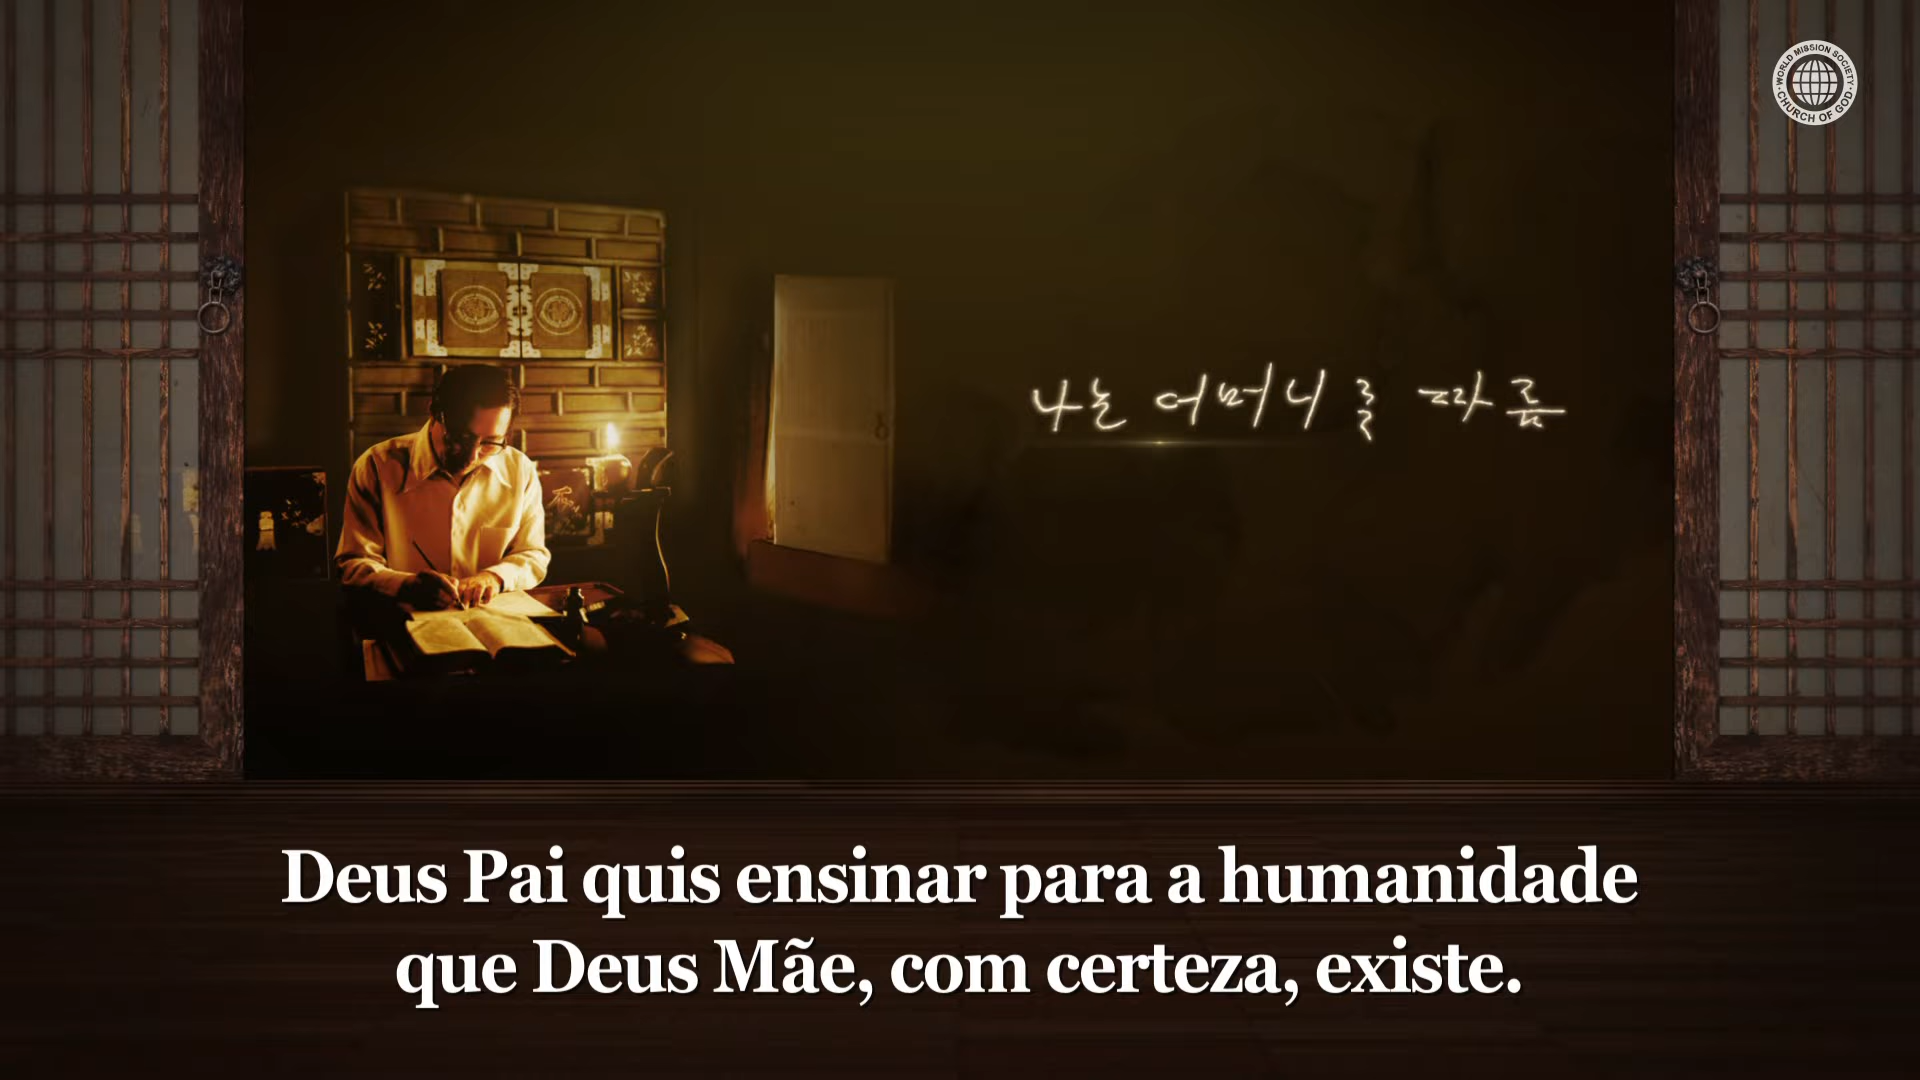 WORLD MISSION SOCIETY
CHURCH OF GOD
나는 어머니를 따름
Deus Pai quis ensinar para a humanidade
que Deus Mãe, com certeza, existe.